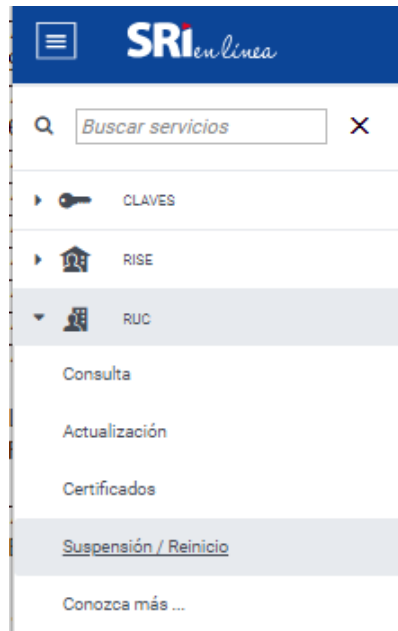 SRi en línea
Buscar servicios
CLAVES
RISE
RUC
Consulta
Actualización
Certificados
Suspensión / Reinicio
Conozca más ...